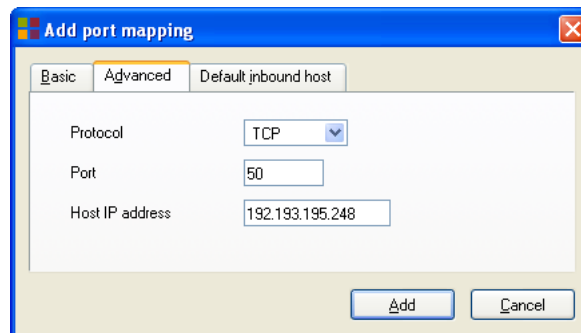 Add port mapping
Basic Advanced Default inbound host
Protocol TCP
Port 50
Host IP address 192.193.195.248
Add Cancel